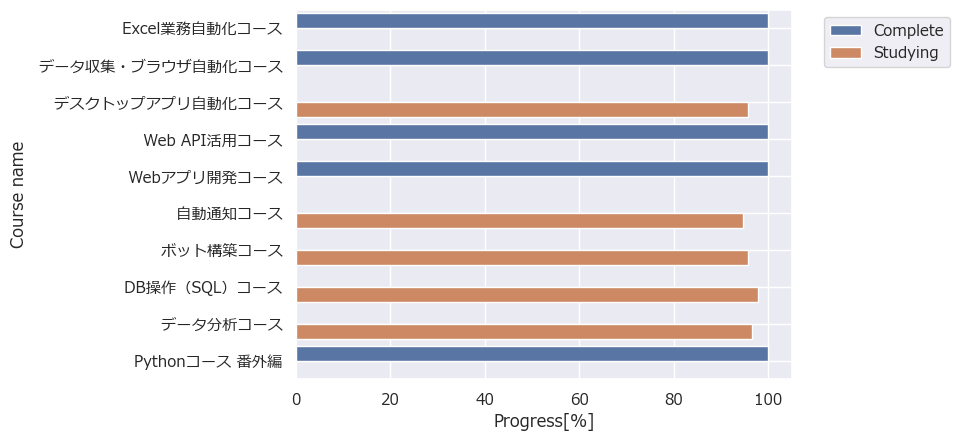 Excel業務自動化コース
データ収集・ブラウザ自動化コース
デスクトップアプリ自動化コース
Web API活用コース
Webアプリ開発コース
自動通知コース
ボット構築コース
DB操作（SQL）コース
データ分析コース
Pythonコース 番外編
Course name
0 20 40 60 80 100
Progress[%]
Complete
Studying